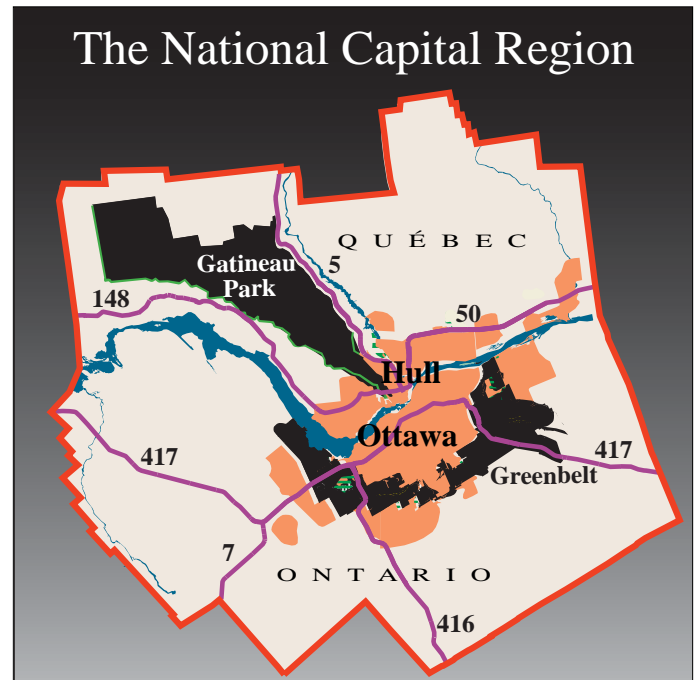 The National Capital Region
QUÉBEC
Gatineau
Park
5
148
50
Hull
Ottawa
417
417
Greenbelt
7
ONTARIO
416